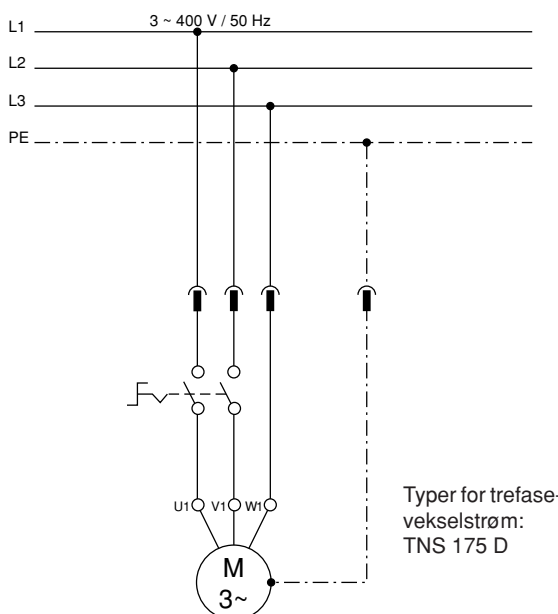 3 ~ 400 V / 50 Hz
L1
L2
L3
PE
U1 V1 W1
Typer for trefase-
vekselstrøm:
TNS 175 D
M
3~